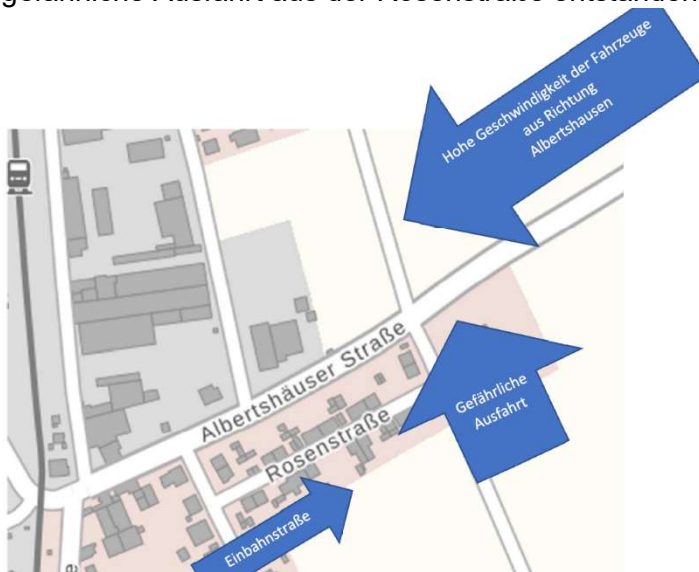 gefährliche Ausfahrt aus der Rosenstraße entstanden
Hohe Geschwindigkeit der Fahrzeuge
aus Richtung
Albertshausen
Albertshäuser Straße
Gefährliche
Ausfahrt
Rosenstraße
Einbahnstraße